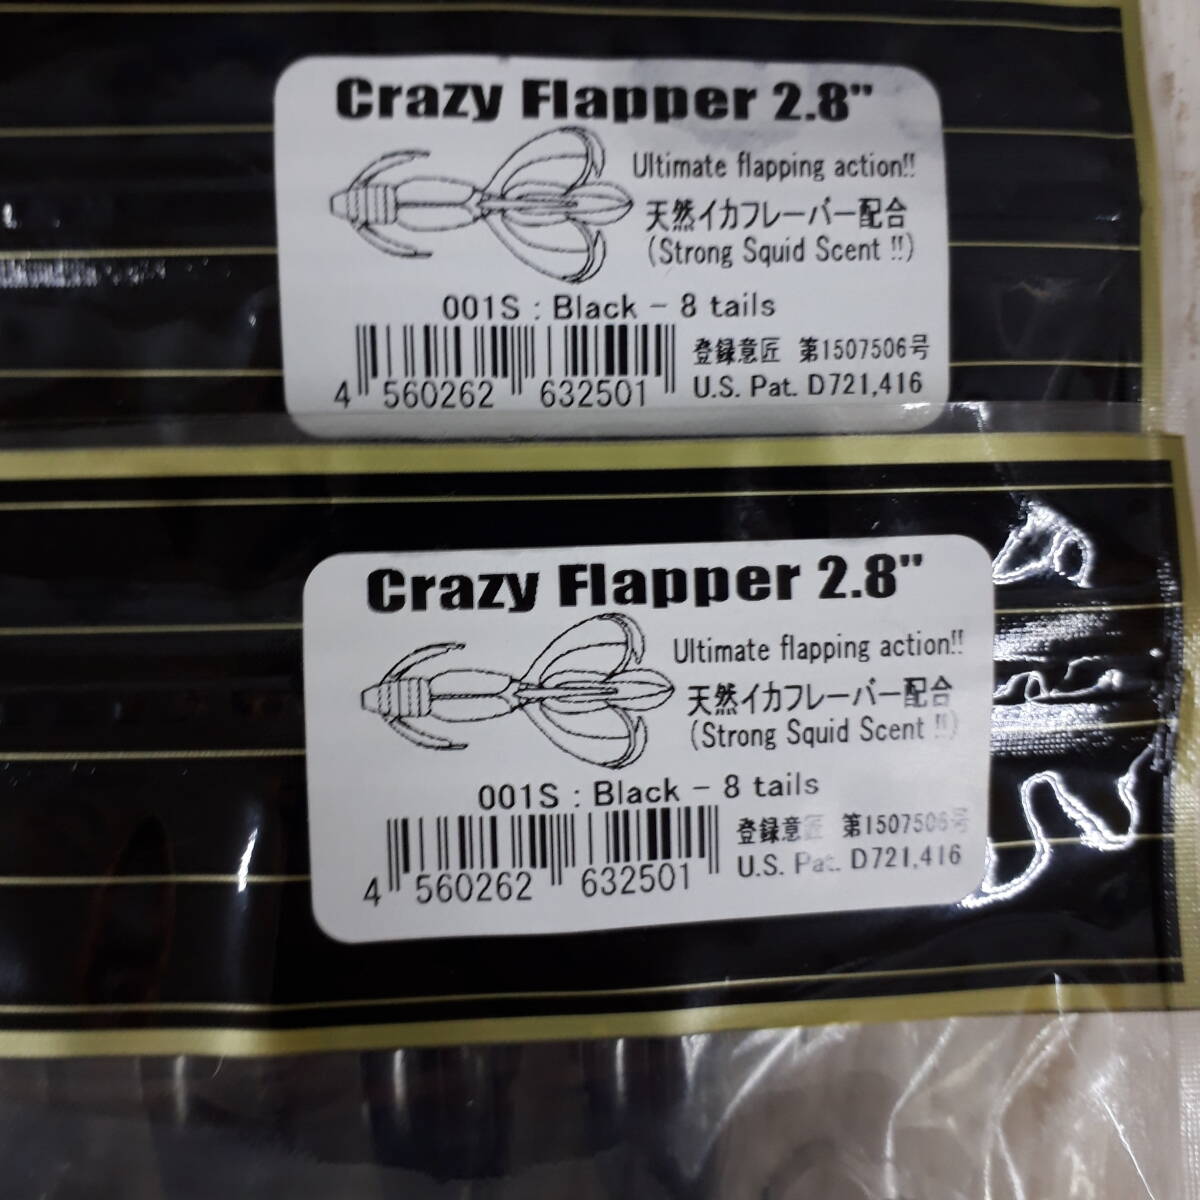 Crazy Flapper 2.8"
Ultimate flapping action!!
天然イカフレーバー配合
(Strong Squid Scent !!)
001S : Black - 8 tails
登録意匠 第1507506号
4 560262 632501
U.S. Pat. D721,416
Crazy Flapper 2.8"
Ultimate flapping action!!
天然イカフレーバー配合
(Strong Squid Scent !!)
001S : Black - 8 tails
登録意匠 第1507506号
4 560262 632501
U.S. Pat. D721,416